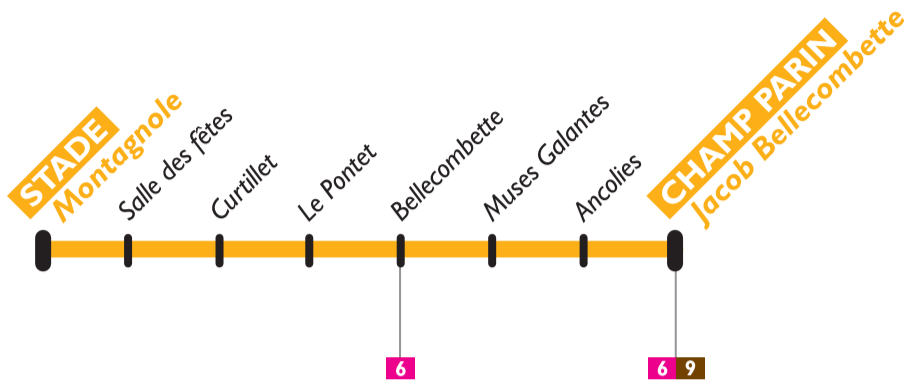 STADE
Montagnole
Salle des fêtes
Curtillet
Le Pontet
Bellecombette
Muses Galantes
Ancolies
CHAMP PARIN
Jacob Bellecombette
6
6 9